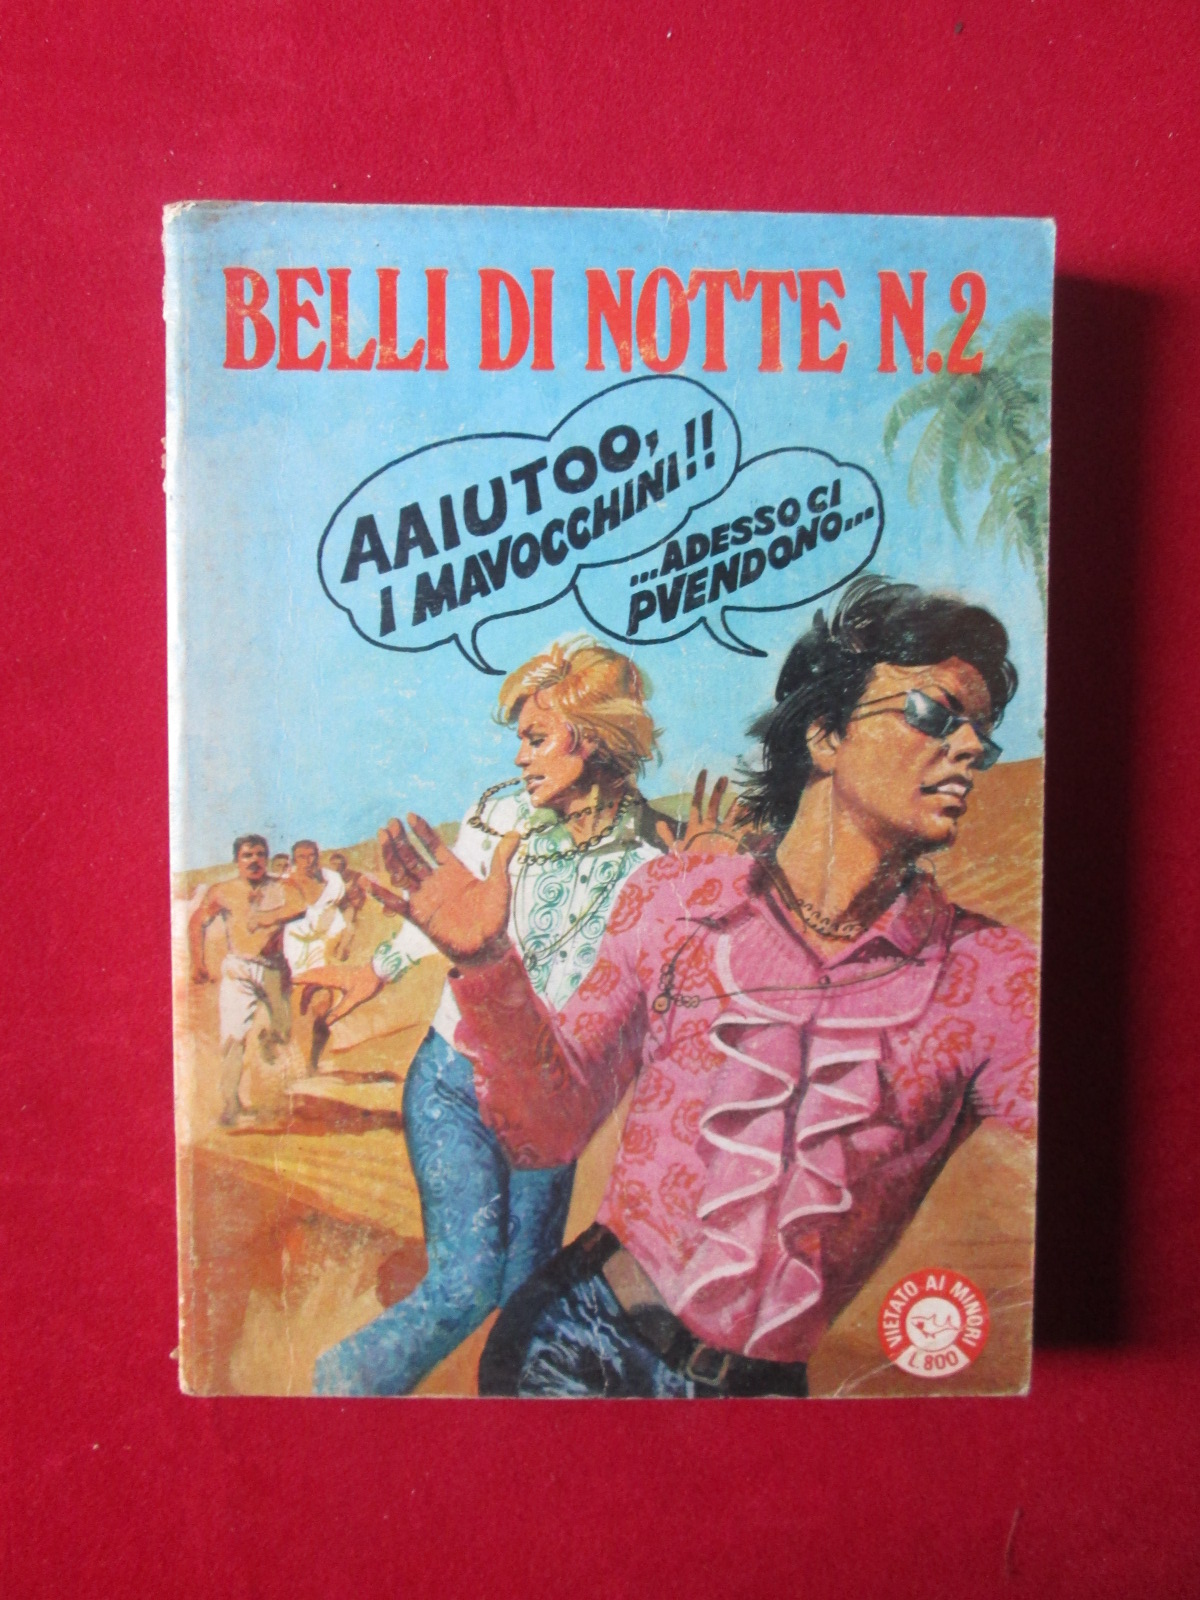 BELLI DI NOTTE N.2
AAIUTOO,
I MAVOCCHINI!!
...ADESSO CI
PVENDONO...
VIETATO AI MINORI
L.800